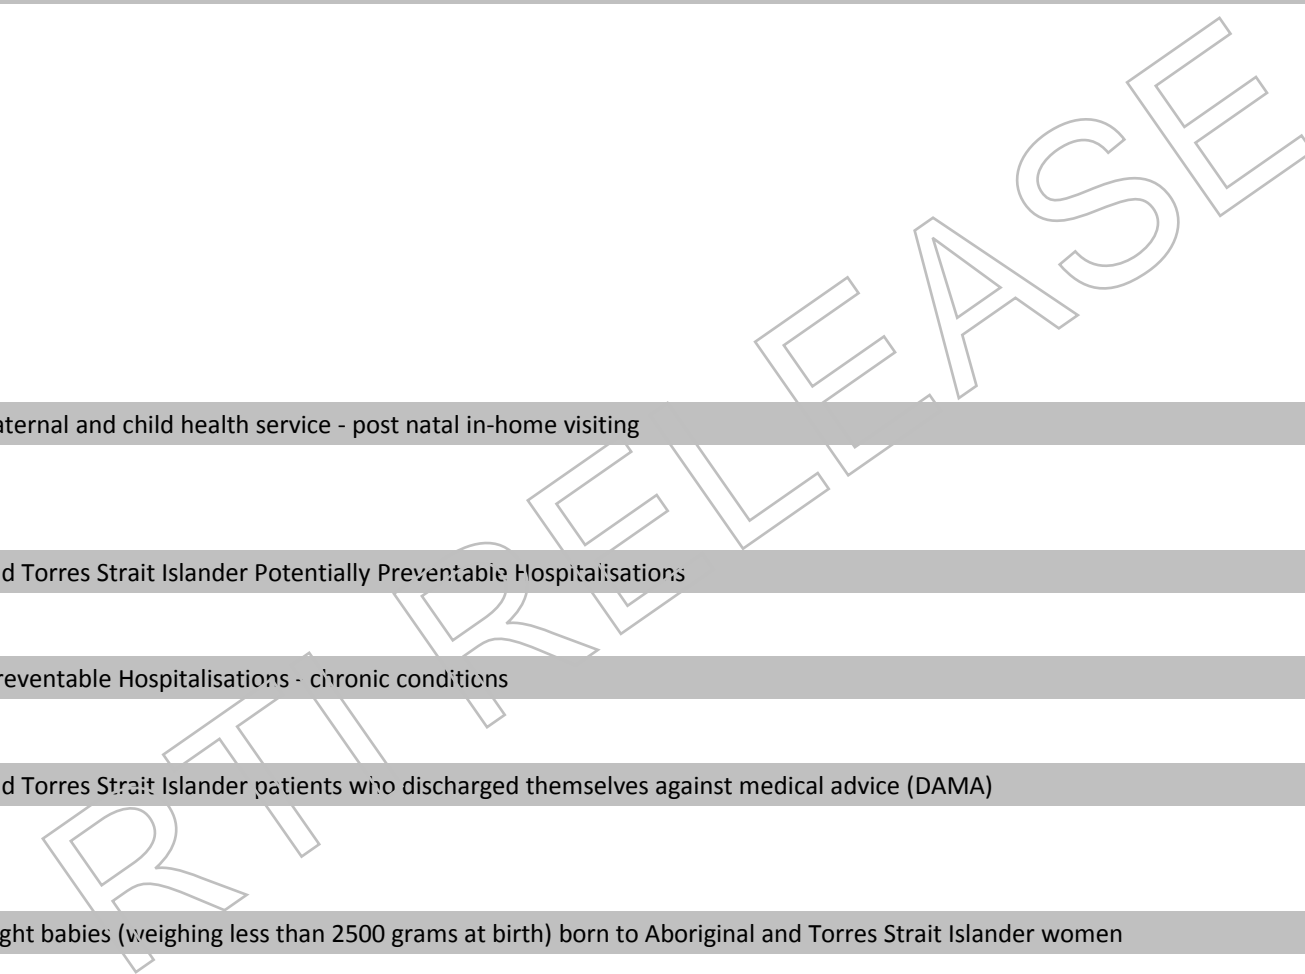 aternal and child health service - post natal in-home visiting
d Torres Strait Islander Potentially Preventable Hospitalisations
reventable Hospitalisations - chronic conditions
d Torres Strait Islander patients who discharged themselves against medical advice (DAMA)
ght babies (weighing less than 2500 grams at birth) born to Aboriginal and Torres Strait Islander women
RTI RELEASE